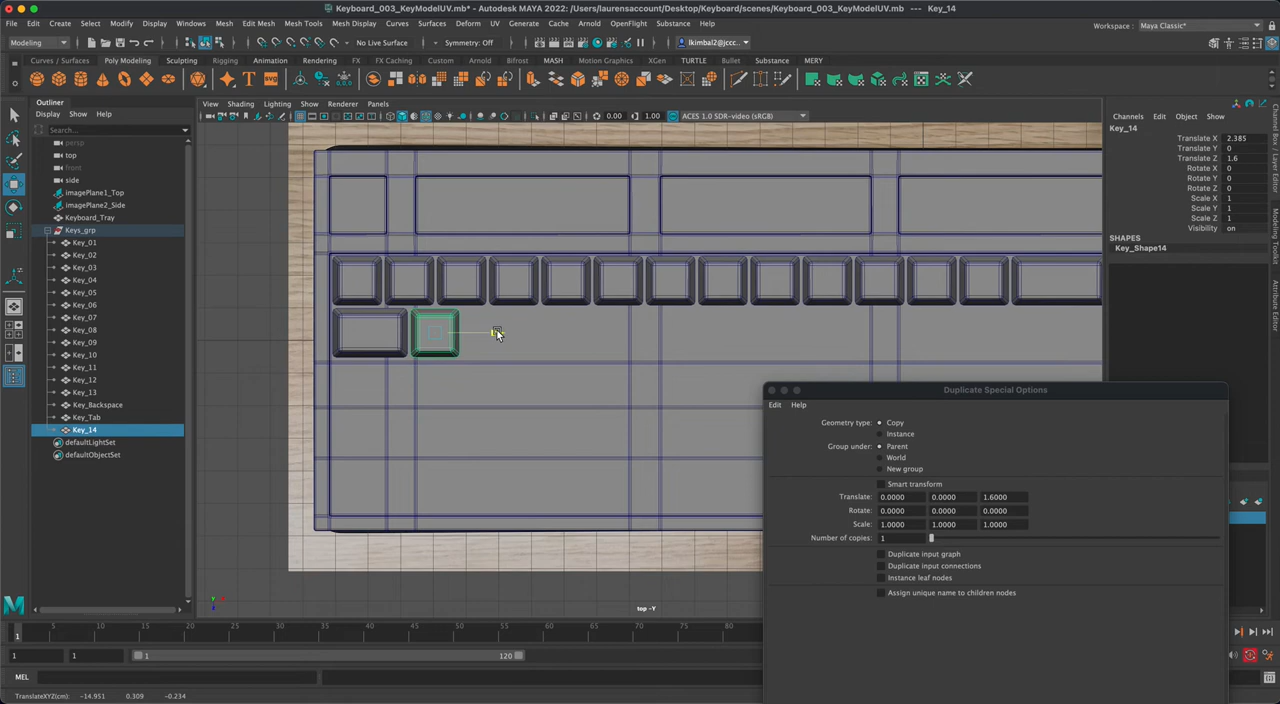 Keyboard_003_KeyModelUV.mb* - Autodesk MAYA 2022: /Users/laurensaccount/Desktop/Keyboard/scenes/Keyboard_003_KeyModelUV.mb --- Key_14
File Edit Create Select Modify Display Windows Mesh Edit Mesh Mesh Tools Mesh Display Curves Surfaces Deform UV Generate Cache Arnold OpenFlight Substance Help
Workspace : Maya Classic*
Modeling No Live Surface Symmetry: Off lkimbal2@jccc...
Curves / Surfaces Poly Modeling Sculpting Rigging Animation Rendering FX FX Caching Custom Arnold Bifrost MASH Motion Graphics XGen TURTLE Bullet Substance MERY
SVG
Outliner
Display Show Help
Search...
persp
top
front
side
imagePlane1_Top
imagePlane2_Side
Keyboard_Tray
Keys_grp
Key_01
Key_02
Key_03
Key_04
Key_05
Key_06
Key_07
Key_08
Key_09
Key_10
Key_11
Key_12
Key_13
Key_Backspace
Key_Tab
Key_14
defaultLightSet
defaultObjectSet
View Shading Lighting Show Renderer Panels
0.00 1.00 ACES 1.0 SDR-video (sRGB)
top -Y
Channels Edit Object Show
Key_14
Translate X 2.385
Translate Y 0
Translate Z 1.6
Rotate X 0
Rotate Y 0
Rotate Z 0
Scale X 1
Scale Y 1
Scale Z 1
Visibility on
SHAPES
Key_Shape14
Channel Box / Layer Editor
Modeling Toolkit
Attribute Editor
Duplicate Special Options
Edit Help
Geometry type: Copy
Instance
Group under: Parent
World
New group
Smart transform
Translate: 0.0000 0.0000 1.6000
Rotate: 0.0000 0.0000 0.0000
Scale: 1.0000 1.0000 1.0000
Number of copies: 1
Duplicate input graph
Duplicate input connections
Instance leaf nodes
Assign unique name to children nodes
1 5 10 15 20 25 30 35 40 45 50 55 60 65 70 75 80
1 1 1 120
MEL
TranslateXYZ(cm): -14.951 0.309 -0.234